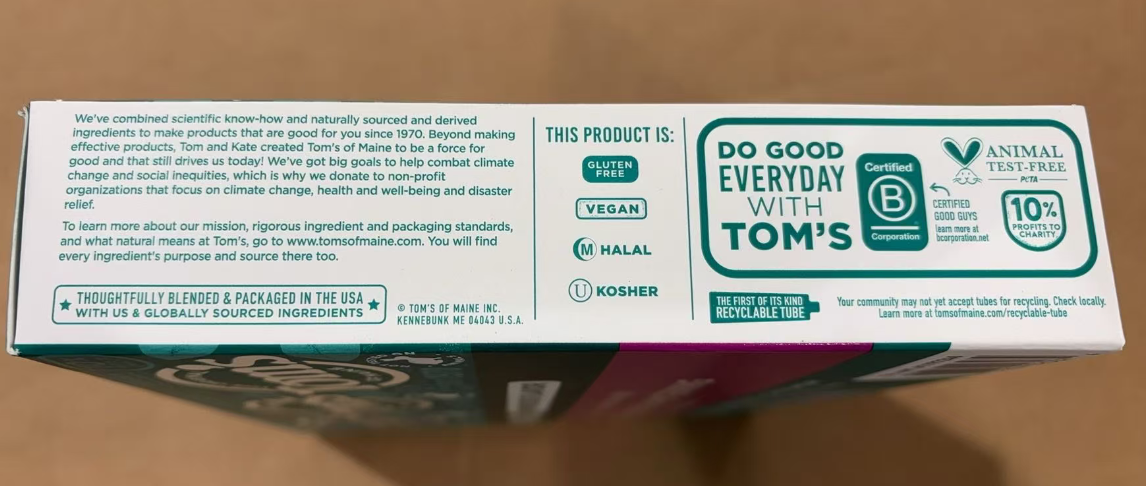 We've combined scientific know-how and naturally sourced and derived
ingredients to make products that are good for you since 1970. Beyond making
effective products, Tom and Kate created Tom's of Maine to be a force for
good and that still drives us today! We've got big goals to help combat climate
change and social inequities, which is why we donate to non-profit
organizations that focus on climate change, health and well-being and disaster
relief.
To learn more about our mission, rigorous ingredient and packaging standards,
and what natural means at Tom's, go to www.tomsofmaine.com. You will find
every ingredient's purpose and source there too.
THOUGHTFULLY BLENDED & PACKAGED IN THE USA
WITH US & GLOBALLY SOURCED INGREDIENTS
© TOM'S OF MAINE INC.
KENNEBUNK ME 04043 U.S.A.
THIS PRODUCT IS:
GLUTEN
FREE
VEGAN
M HALAL
U KOSHER
DO GOOD
EVERYDAY
WITH
TOM'S
Certified
B
Corporation
CERTIFIED
GOOD GUYS
learn more at
bcorporation.net
ANIMAL
TEST-FREE
PETA
10%
PROFITS TO
CHARITY
THE FIRST OF ITS KIND
RECYCLABLE TUBE
Your community may not yet accept tubes for recycling. Check locally.
Learn more at tomsofmaine.com/recyclable-tube
TOM'S